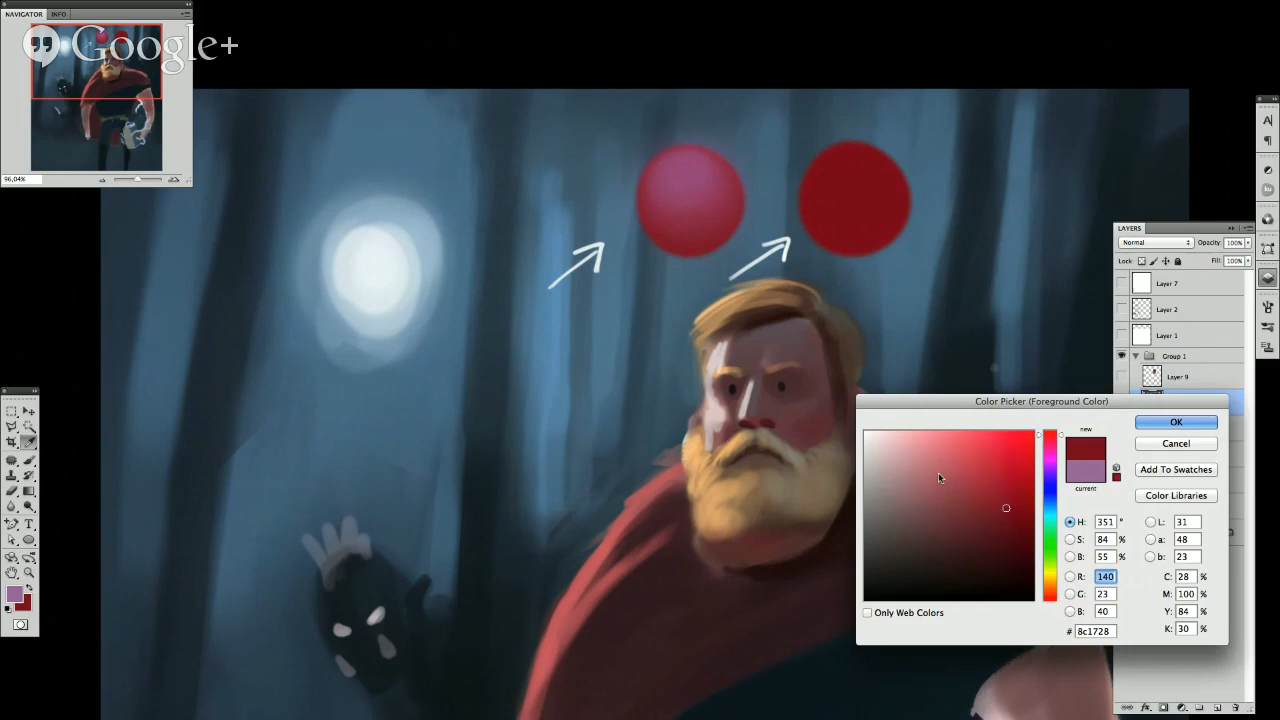 NAVIGATOR INFO
Google+
96,04%
A
LAYERS
Normal Opacity: 100%
Lock: Fill: 100%
Layer 7
Layer 2
Layer 1
Group 1
Layer 9
Color Picker (Foreground Color)
new
current
OK
Cancel
Add To Swatches
Color Libraries
H: 351 ° L: 31
S: 84 % a: 48
B: 55 % b: 23
R: 140 C: 28 %
G: 23 M: 100 %
B: 40 Y: 84 %
# 8c1728 K: 30 %
Only Web Colors
T
fx